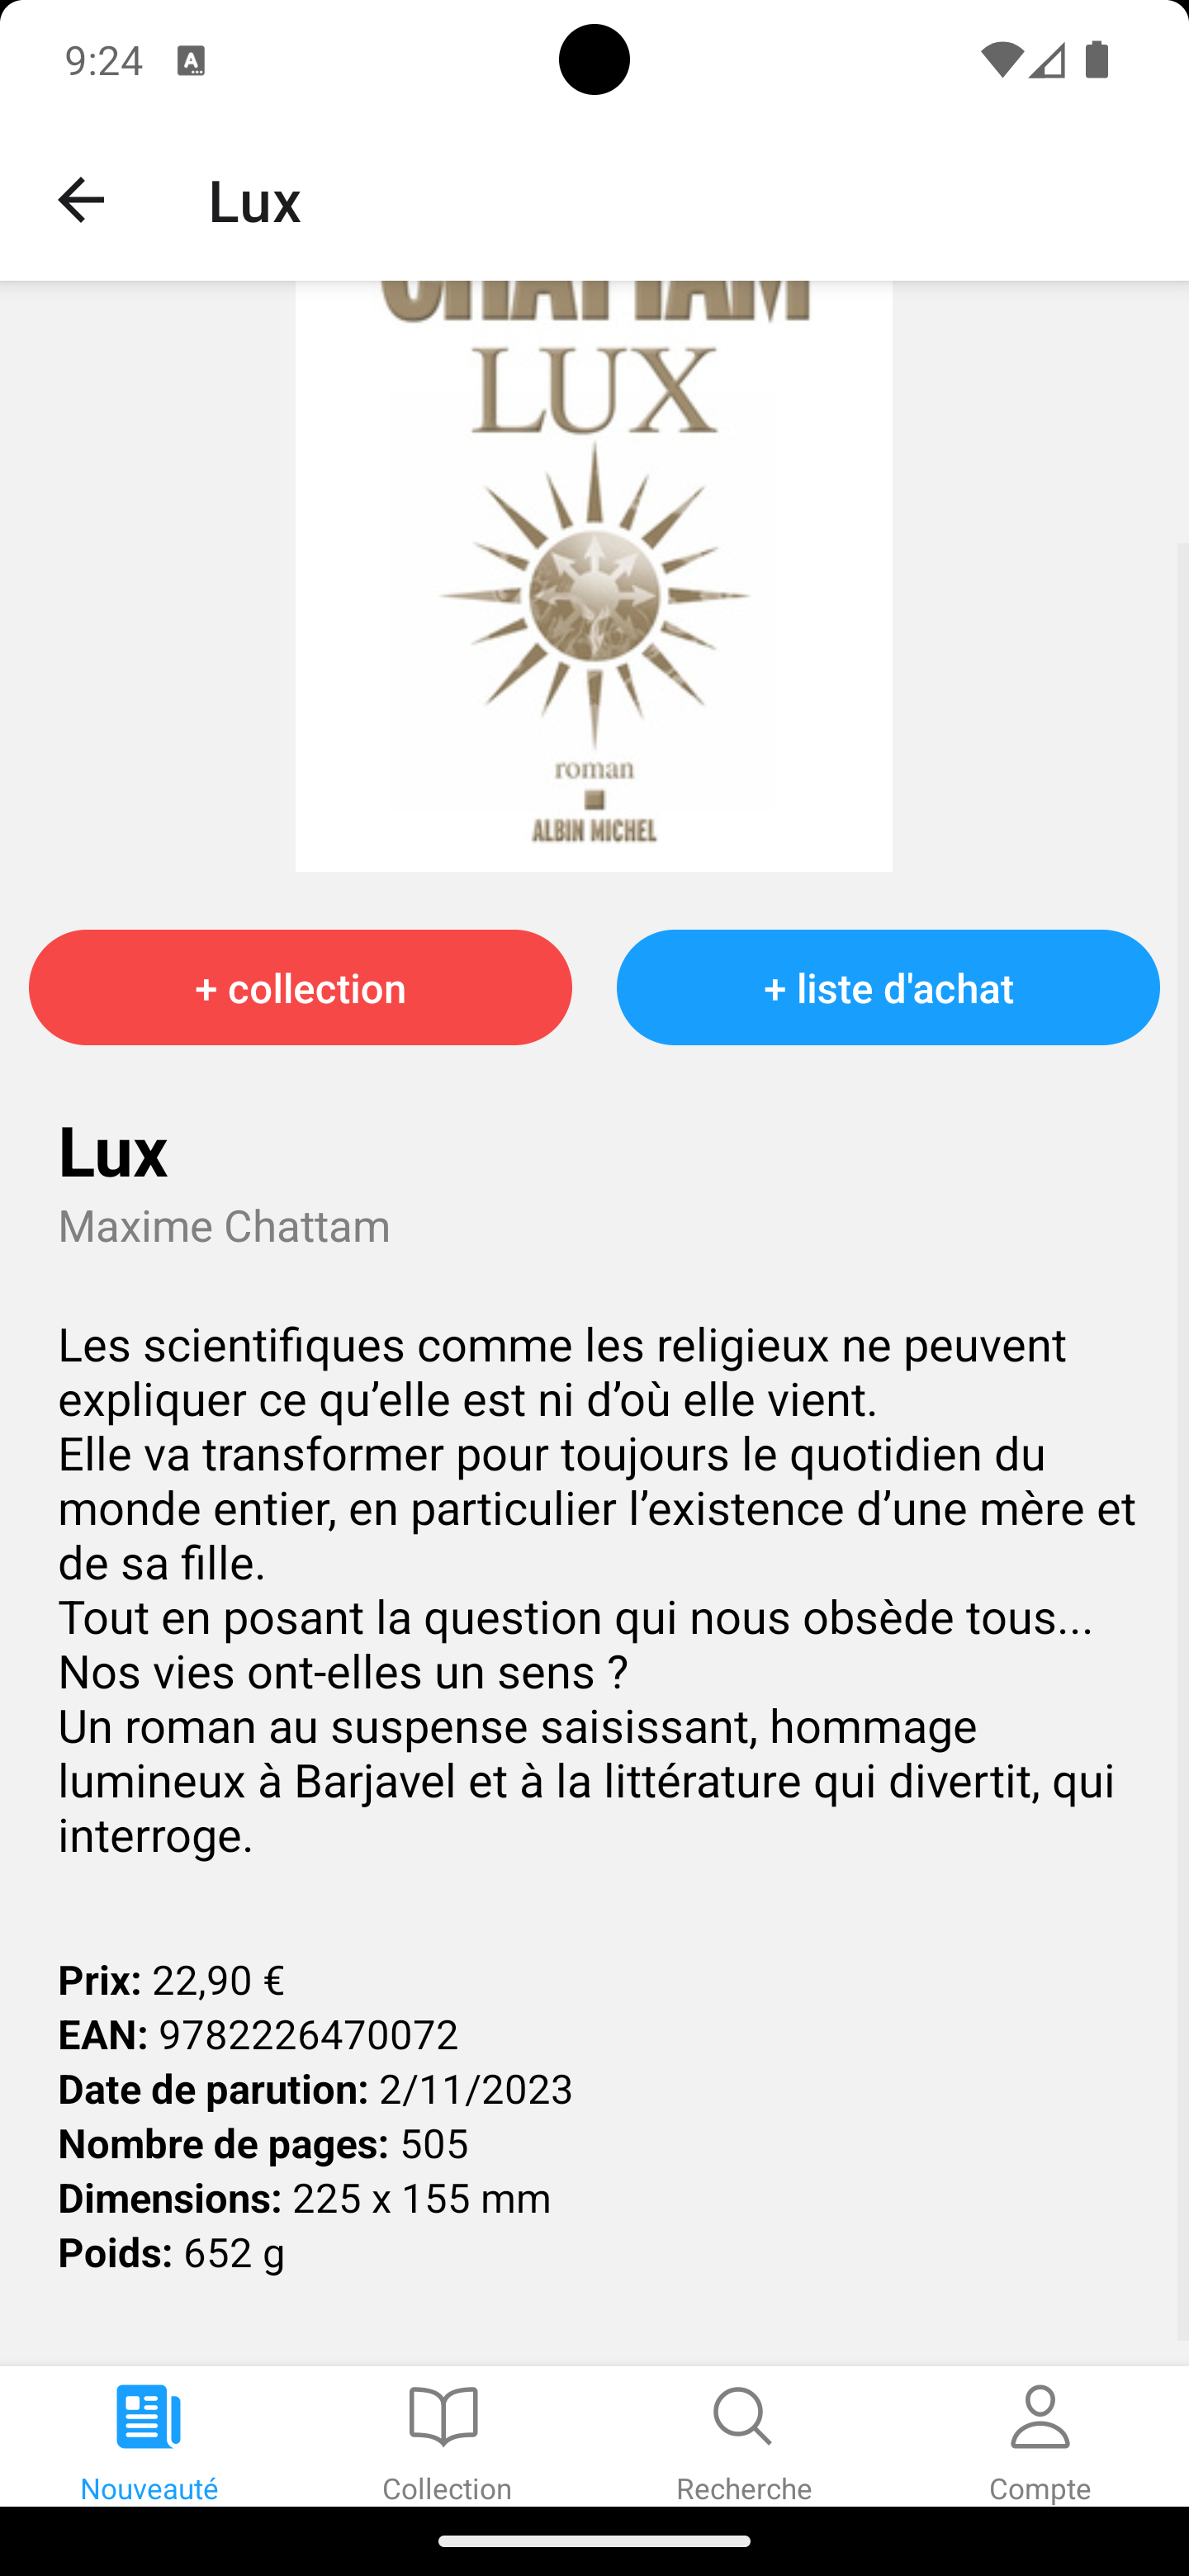 9:24
Lux
CHATTAM
LUX
roman
ALBIN MICHEL
+ collection
+ liste d'achat
Lux
Maxime Chattam
Les scientifiques comme les religieux ne peuvent
expliquer ce qu’elle est ni d’où elle vient.
Elle va transformer pour toujours le quotidien du
monde entier, en particulier l’existence d’une mère et
de sa fille.
Tout en posant la question qui nous obsède tous...
Nos vies ont-elles un sens ?
Un roman au suspense saisissant, hommage
lumineux à Barjavel et à la littérature qui divertit, qui
interroge.
Prix: 22,90 €
EAN: 9782226470072
Date de parution: 2/11/2023
Nombre de pages: 505
Dimensions: 225 x 155 mm
Poids: 652 g
Nouveauté
Collection
Recherche
Compte